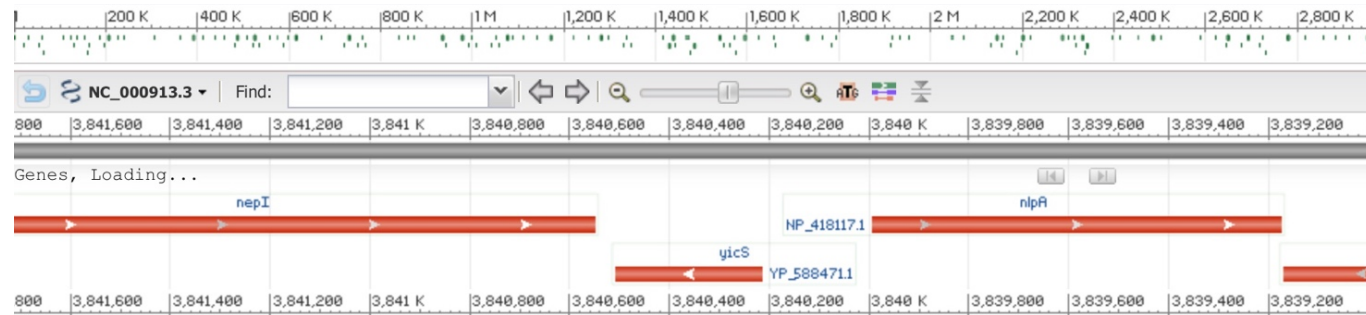 200 K 400 K 600 K 800 K 1 M 1,200 K 1,400 K 1,600 K 1,800 K 2 M 2,200 K 2,400 K 2,600 K 2,800 K
NC_000913.3 Find: ATG
800 3,841,600 3,841,400 3,841,200 3,841 K 3,840,800 3,840,600 3,840,400 3,840,200 3,840 K 3,839,800 3,839,600 3,839,400 3,839,200
Genes, Loading...
nepI nlpA
NP_418117.1
yicS
YP_588471.1
800 3,841,600 3,841,400 3,841,200 3,841 K 3,840,800 3,840,600 3,840,400 3,840,200 3,840 K 3,839,800 3,839,600 3,839,400 3,839,200